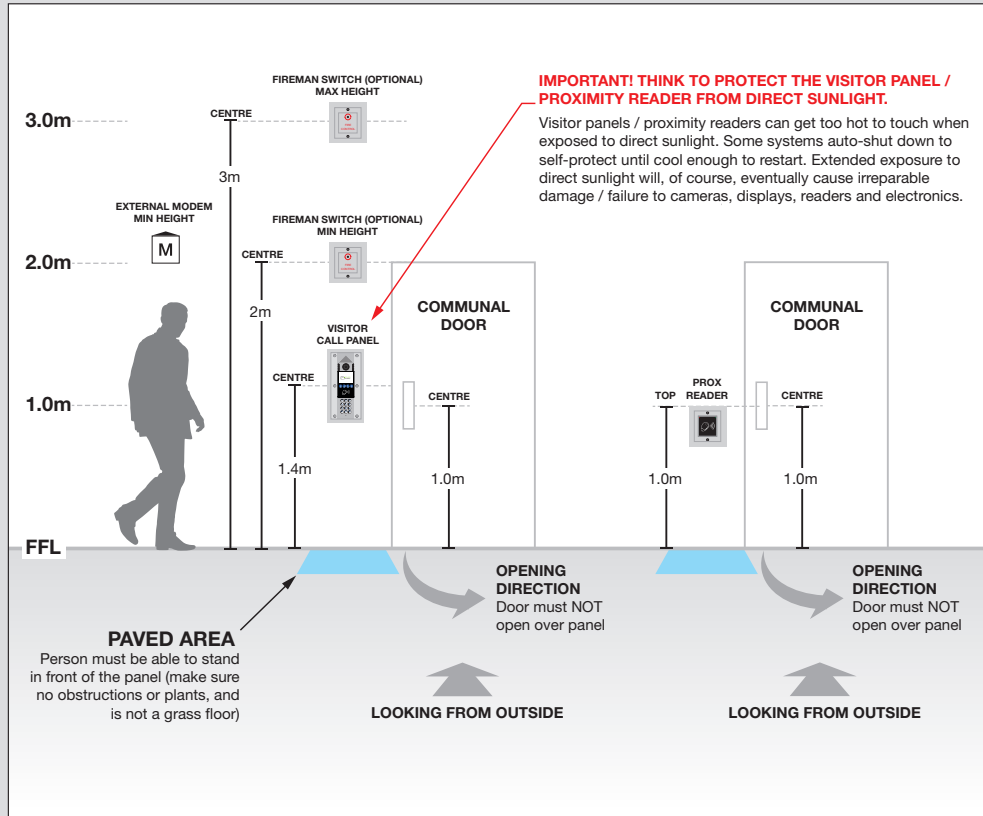 IMPORTANT! THINK TO PROTECT THE VISITOR PANEL /
PROXIMITY READER FROM DIRECT SUNLIGHT.
Visitor panels / proximity readers can get too hot to touch when
exposed to direct sunlight. Some systems auto-shut down to
self-protect until cool enough to restart. Extended exposure to
direct sunlight will, of course, eventually cause irreparable
damage / failure to cameras, displays, readers and electronics.
FIREMAN SWITCH (OPTIONAL)
MAX HEIGHT
CENTRE
3.0m
3m
EXTERNAL MODEM
MIN HEIGHT
M
FIREMAN SWITCH (OPTIONAL)
MIN HEIGHT
CENTRE
2.0m
2m
VISITOR
CALL PANEL
COMMUNAL
DOOR
COMMUNAL
DOOR
CENTRE
1.0m
CENTRE
TOP
PROX
READER
CENTRE
1.4m
1.0m
1.0m
1.0m
FFL
OPENING
DIRECTION
Door must NOT
open over panel
OPENING
DIRECTION
Door must NOT
open over panel
PAVED AREA
Person must be able to stand
in front of the panel (make sure
no obstructions or plants, and
is not a grass floor)
LOOKING FROM OUTSIDE
LOOKING FROM OUTSIDE